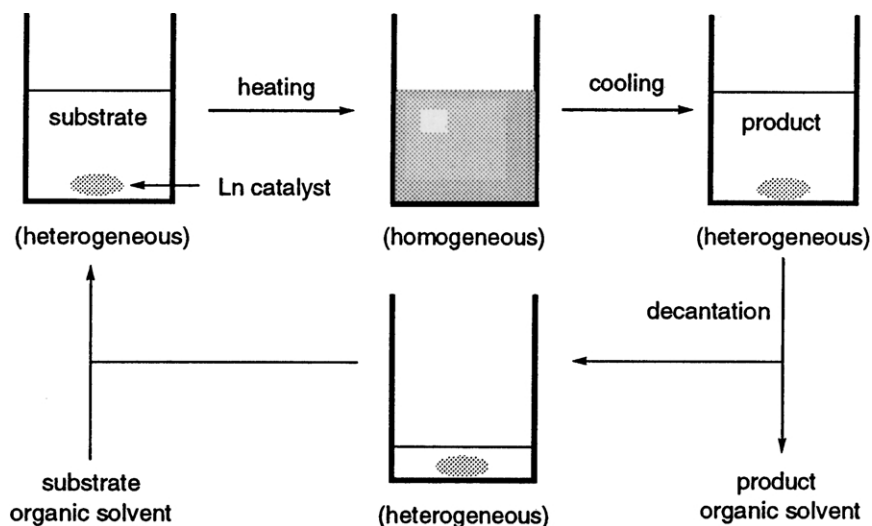 heating
cooling
substrate
product
Ln catalyst
(heterogeneous)
(homogeneous)
(heterogeneous)
decantation
substrate
organic solvent
(heterogeneous)
product
organic solvent